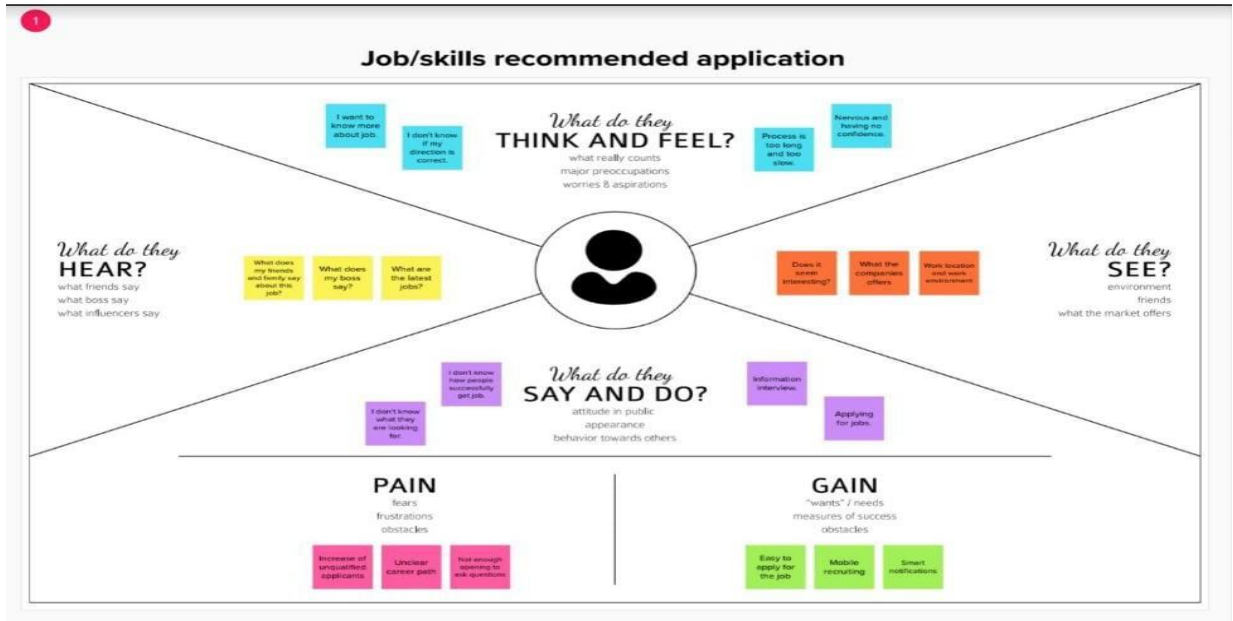 1
Job/skills recommended application
I want to
know more
about job.
I don't know
if my
direction is
correct.
What do they
THINK AND FEEL?
what really counts
major preoccupations
worries & aspirations
Process is
too long
and too
slow.
Nervous and
having no
confidence.
What do they
HEAR?
what friends say
what boss say
what influencers say
What does
my friends
and family say
about this
job?
What does
my boss
say?
What are
the latest
jobs?
Does it
seem
interesting?
What the
companies
offers
Work location
and work
environment
What do they
SEE?
environment
friends
what the market offers
I don't know
how people
successfully
get job.
I don't know
what they
are looking
for.
What do they
SAY AND DO?
attitude in public
appearance
behavior towards others
Information
interview.
Applying
for jobs.
PAIN
fears
frustrations
obstacles
Increase of
unqualified
applicants
Unclear
career path
Not enough
opening to
ask questions
GAIN
"wants" / needs
measures of success
obstacles
Easy to
apply for
the job
Mobile
recruiting
Smart
notifications